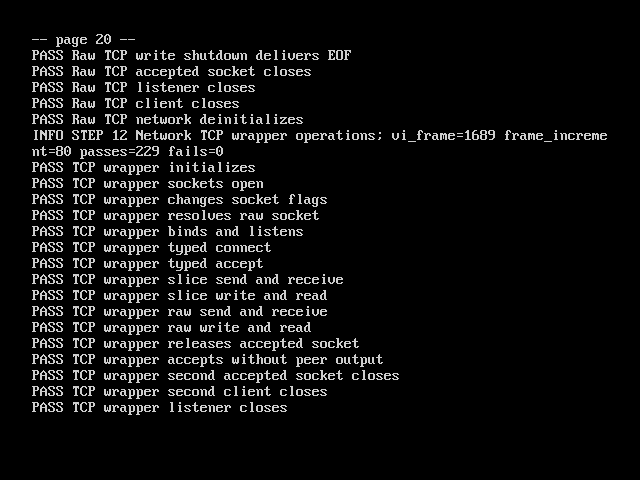 -- page 20 --
PASS Raw TCP write shutdown delivers EOF
PASS Raw TCP accepted socket closes
PASS Raw TCP listener closes
PASS Raw TCP client closes
PASS Raw TCP network deinitializes
INFO STEP 12 Network TCP wrapper operations; vi_frame=1689 frame_increme
nt=80 passes=229 fails=0
PASS TCP wrapper initializes
PASS TCP wrapper sockets open
PASS TCP wrapper changes socket flags
PASS TCP wrapper resolves raw socket
PASS TCP wrapper binds and listens
PASS TCP wrapper typed connect
PASS TCP wrapper typed accept
PASS TCP wrapper slice send and receive
PASS TCP wrapper slice write and read
PASS TCP wrapper raw send and receive
PASS TCP wrapper raw write and read
PASS TCP wrapper releases accepted socket
PASS TCP wrapper accepts without peer output
PASS TCP wrapper second accepted socket closes
PASS TCP wrapper second client closes
PASS TCP wrapper listener closes